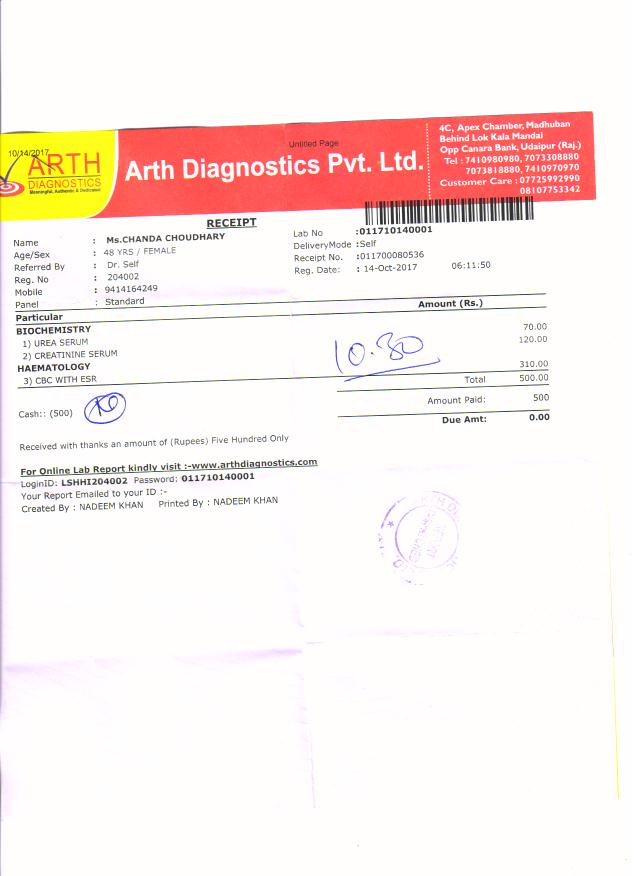 10/14/2017
Untitled Page
ARTH
DIAGNOSTICS
Meaningful, Authentic & Dedicated
Arth Diagnostics Pvt. Ltd.
4C, Apex Chamber, Madhuban
Behind Lok Kala Mandal
Opp Canara Bank, Udaipur (Raj.)
Tel : 7410980980, 7073308880
7073818880, 7410970970
Customer Care : 07725992990
08107753342
RECEIPT
Name : Ms.CHANDA CHOUDHARY
Age/Sex : 48 YRS / FEMALE
Referred By : Dr. Self
Reg. No : 204002
Mobile : 9414164249
Panel : Standard
Lab No :011710140001
DeliveryMode :Self
Receipt No. :011700080536
Reg. Date: : 14-Oct-2017 06:11:50
Particular Amount (Rs.)
BIOCHEMISTRY
1) UREA SERUM 70.00
2) CREATININE SERUM 120.00
HAEMATOLOGY
3) CBC WITH ESR 310.00
10.30
Total 500.00
Cash:: (500)
Amount Paid: 500
Due Amt: 0.00
Received with thanks an amount of (Rupees) Five Hundred Only
For Online Lab Report kindly visit :-www.arthdiagnostics.com
LoginID: LSHHI204002 Password: 011710140001
Your Report Emailed to your ID :-
Created By : NADEEM KHAN Printed By : NADEEM KHAN